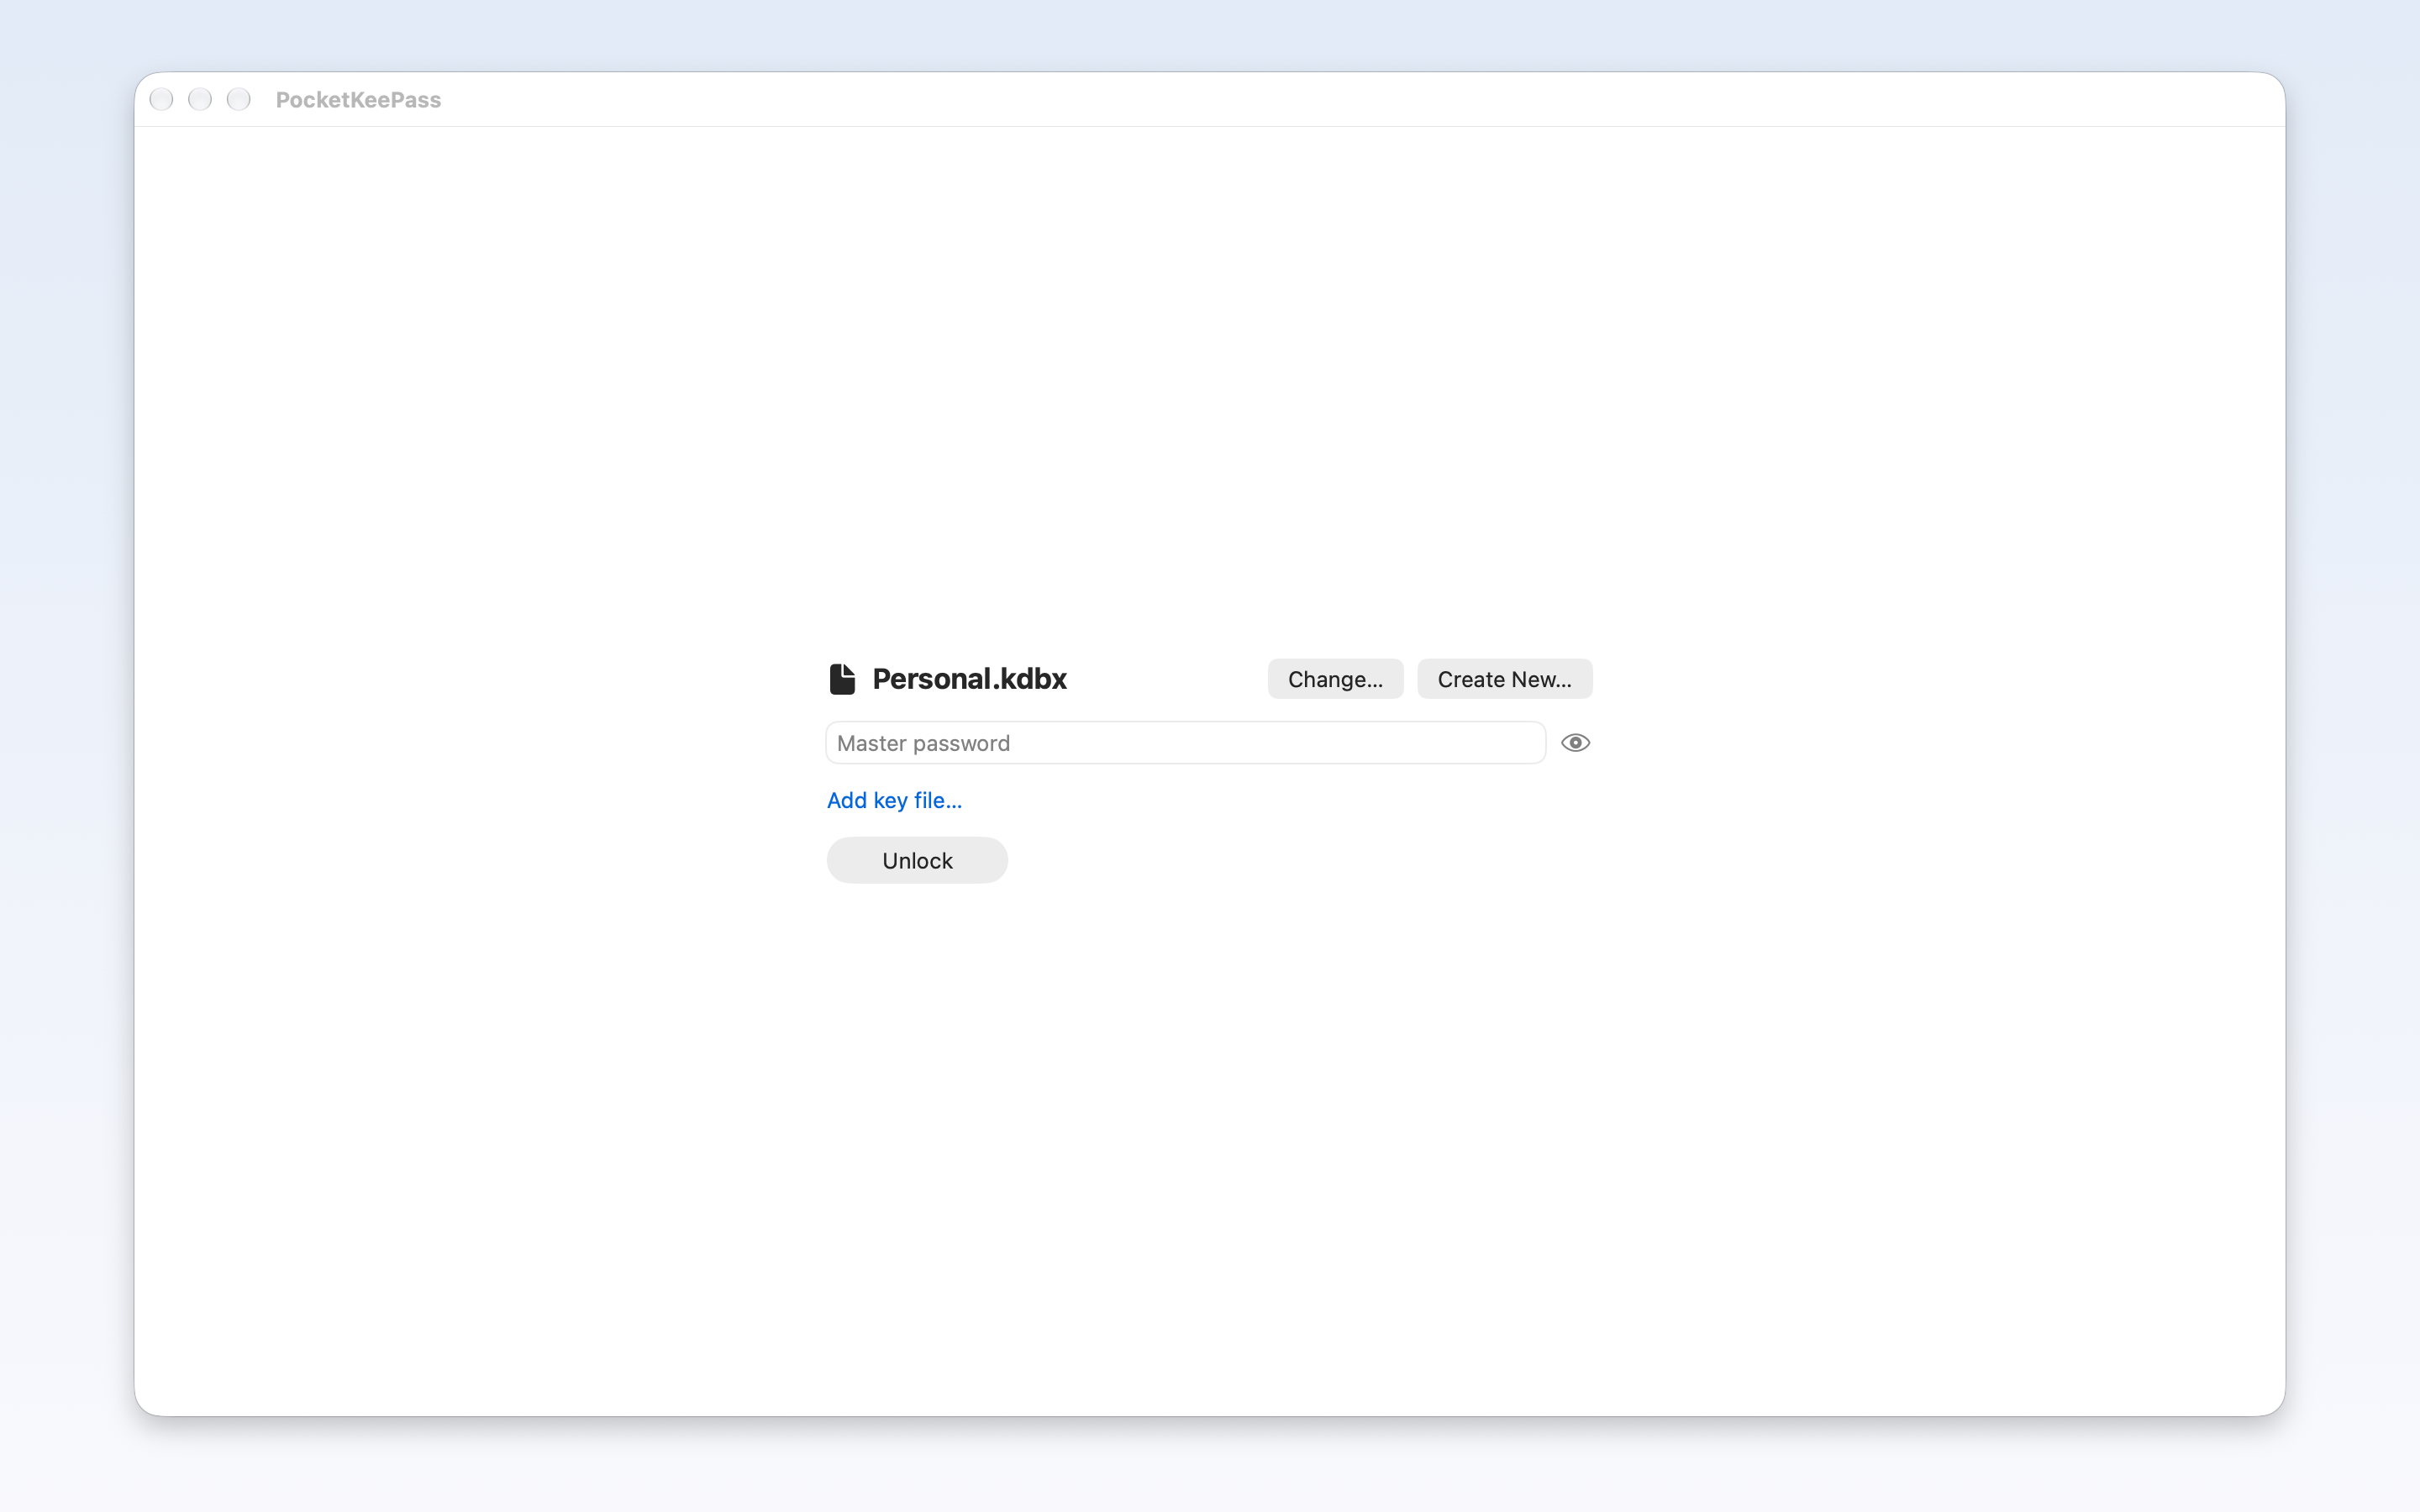 PocketKeePass
Personal.kdbx
Change...
Create New...
Master password
Add key file...
Unlock